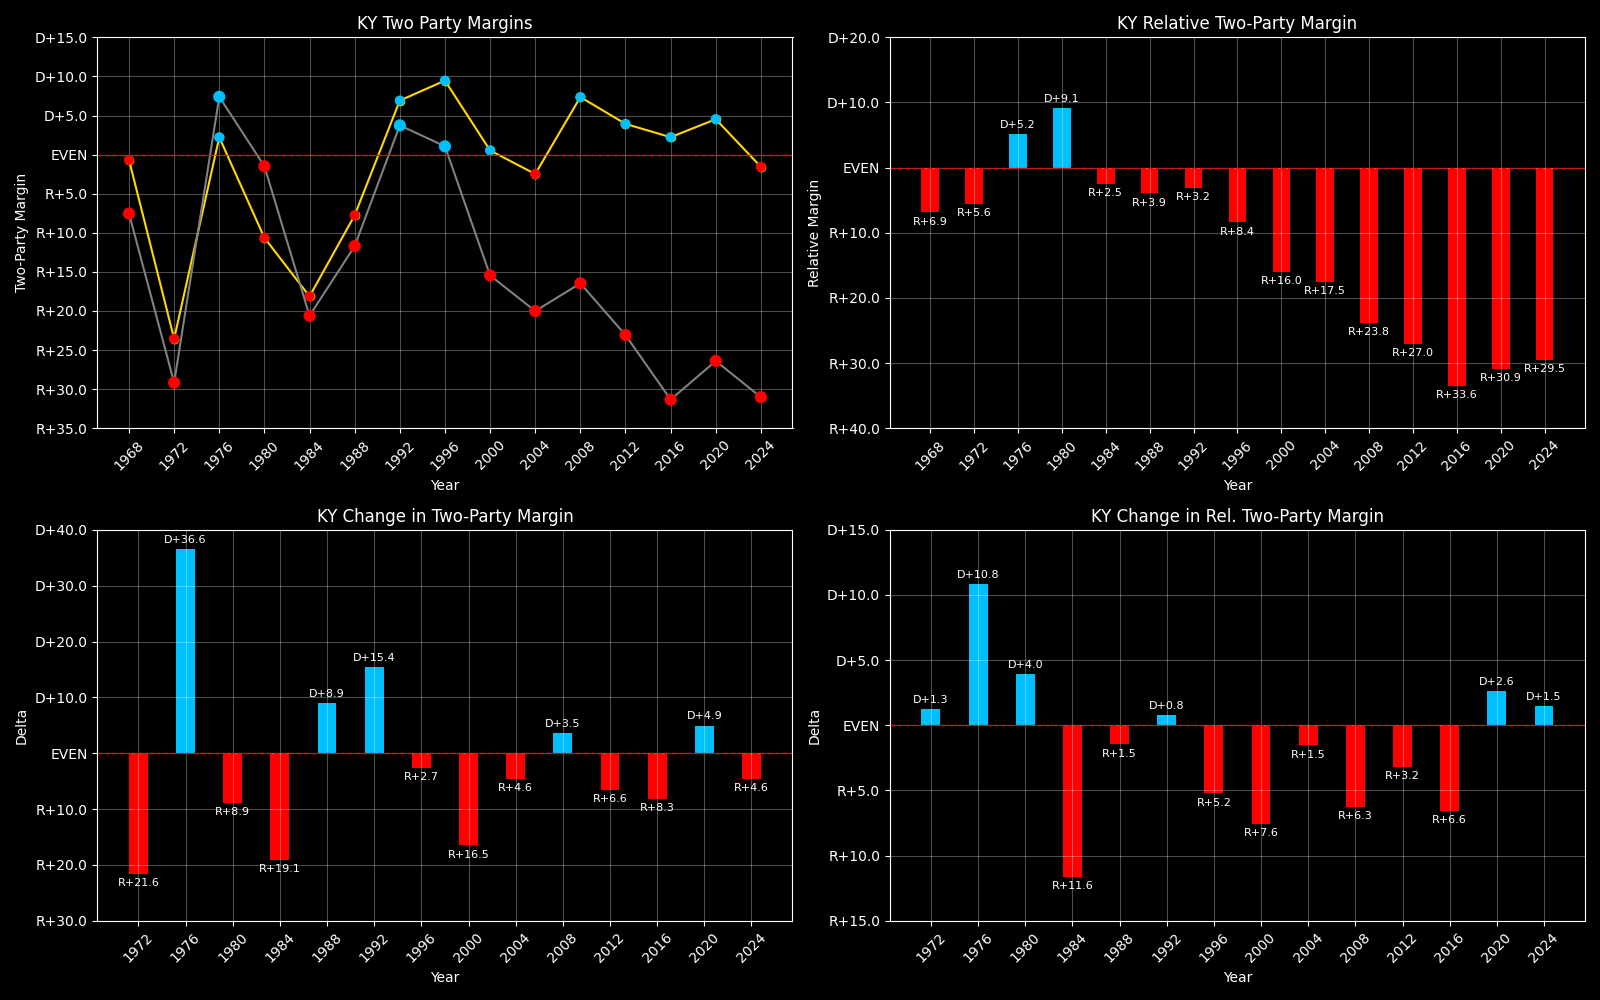 KY Two Party Margins
Two-Party Margin
D+15.0
D+10.0
D+5.0
EVEN
R+5.0
R+10.0
R+15.0
R+20.0
R+25.0
R+30.0
R+35.0
1968
1972
1976
1980
1984
1988
1992
1996
2000
2004
2008
2012
2016
2020
2024
Year
KY Relative Two-Party Margin
Relative Margin
D+20.0
D+10.0
EVEN
R+10.0
R+20.0
R+30.0
R+40.0
R+6.9
R+5.6
D+5.2
D+9.1
R+2.5
R+3.9
R+3.2
R+8.4
R+16.0
R+17.5
R+23.8
R+27.0
R+33.6
R+30.9
R+29.5
1968
1972
1976
1980
1984
1988
1992
1996
2000
2004
2008
2012
2016
2020
2024
Year
KY Change in Two-Party Margin
Delta
D+40.0
D+30.0
D+20.0
D+10.0
EVEN
R+10.0
R+20.0
R+30.0
R+21.6
D+36.6
R+8.9
R+19.1
D+8.9
D+15.4
R+2.7
R+16.5
R+4.6
D+3.5
R+6.6
R+8.3
D+4.9
R+4.6
1972
1976
1980
1984
1988
1992
1996
2000
2004
2008
2012
2016
2020
2024
Year
KY Change in Rel. Two-Party Margin
Delta
D+15.0
D+10.0
D+5.0
EVEN
R+5.0
R+10.0
R+15.0
D+1.3
D+10.8
D+4.0
R+11.6
R+1.5
D+0.8
R+5.2
R+7.6
R+1.5
R+6.3
R+3.2
R+6.6
D+2.6
D+1.5
1972
1976
1980
1984
1988
1992
1996
2000
2004
2008
2012
2016
2020
2024
Year